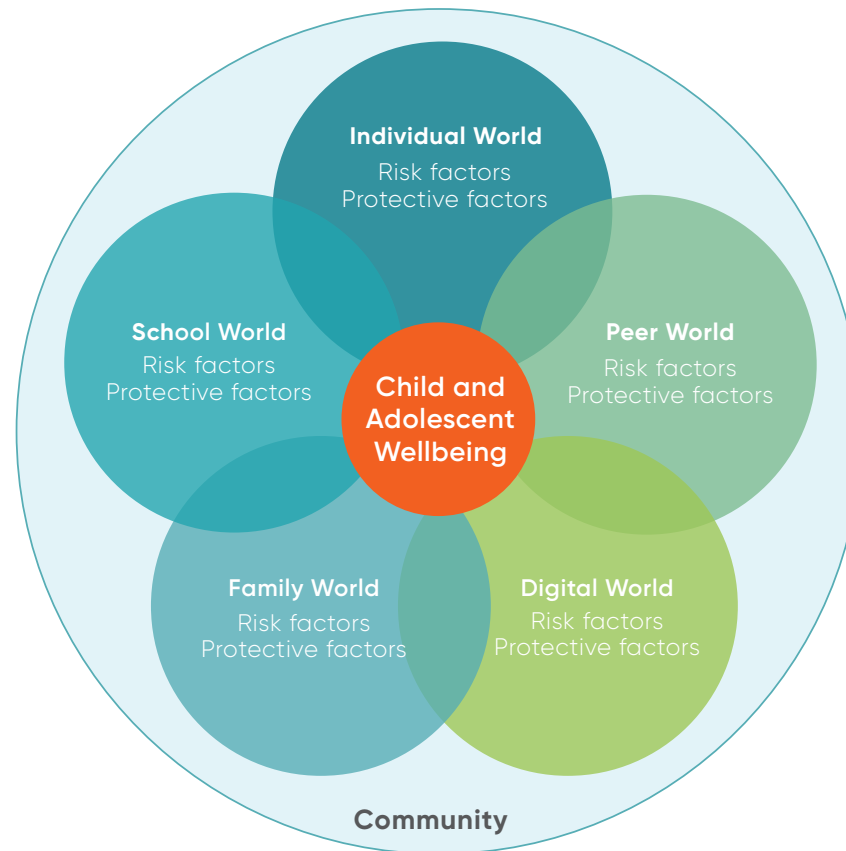 Individual World
Risk factors
Protective factors
School World
Risk factors
Protective factors
Peer World
Risk factors
Protective factors
Child and
Adolescent
Wellbeing
Family World
Risk factors
Protective factors
Digital World
Risk factors
Protective factors
Community